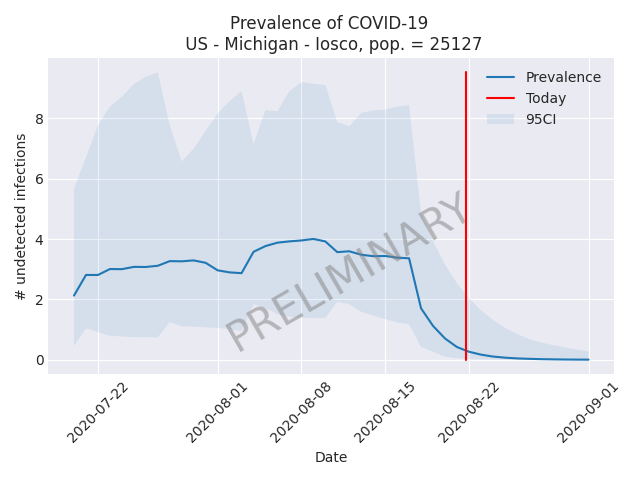 Prevalence of COVID-19
US - Michigan - Iosco, pop. = 25127
Prevalence
Today
95CI
# undetected infections
8
6
4
2
0
PRELIMINARY
2020-07-22
2020-08-01
2020-08-08
2020-08-15
2020-08-22
2020-09-01
Date